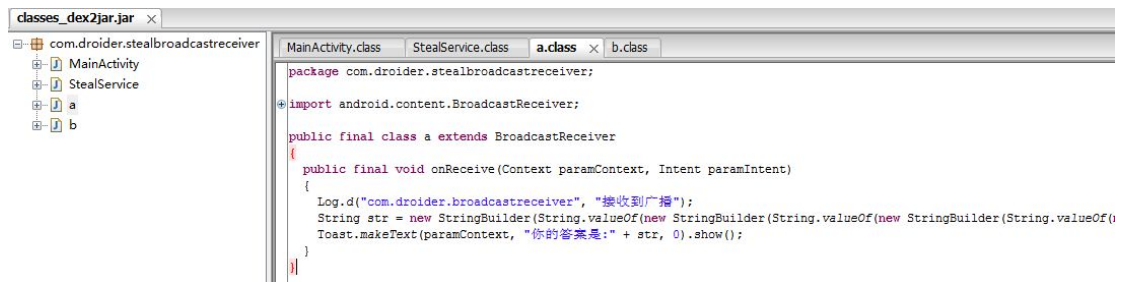 classes_dex2jar.jar ×
com.droider.stealbroadcastreceiver
MainActivity
StealService
a
b
MainActivity.class StealService.class a.class × b.class
package com.droider.stealbroadcastreceiver;
import android.content.BroadcastReceiver;
public final class a extends BroadcastReceiver
{
public final void onReceive(Context paramContext, Intent paramIntent)
{
Log.d("com.droider.broadcastreceiver", "接收到广播");
String str = new StringBuilder(String.valueOf(new StringBuilder(String.valueOf(new StringBuilder(String.valueOf(
Toast.makeText(paramContext, "你的答案是:" + str, 0).show();
}
}